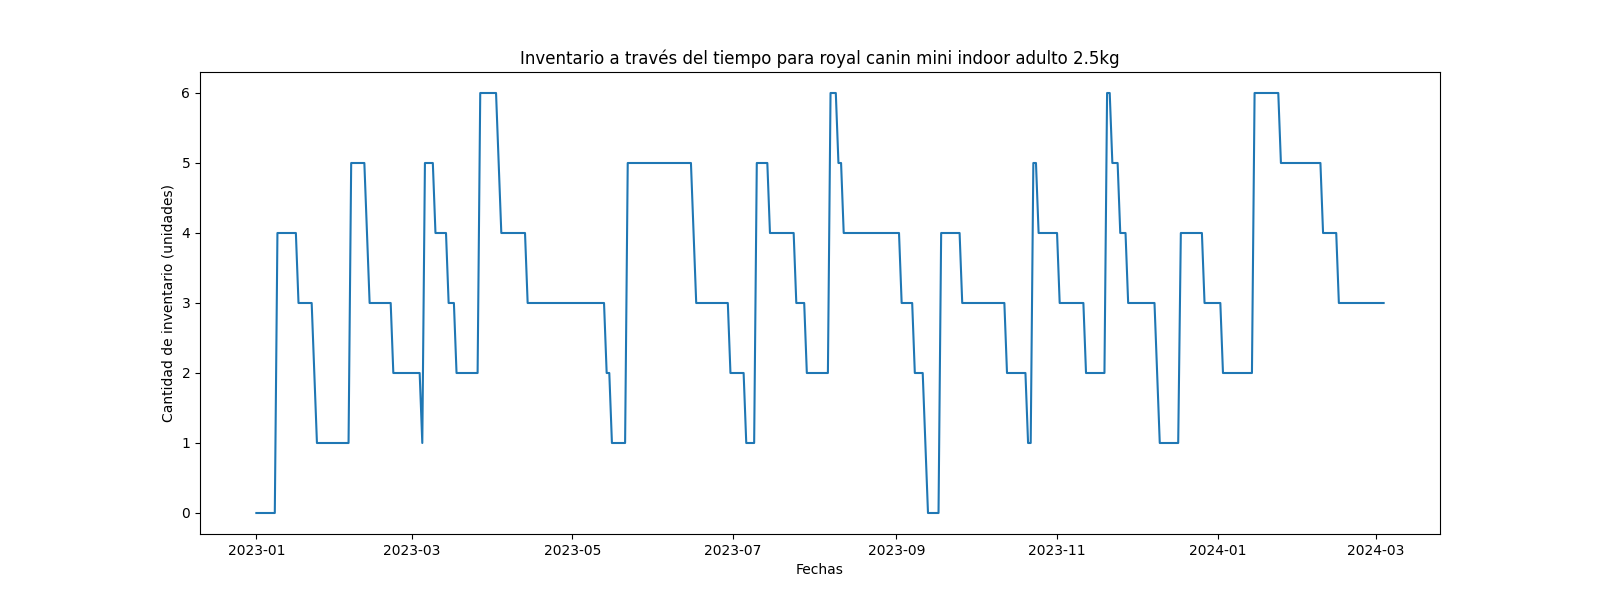 Inventario a través del tiempo para royal canin mini indoor adulto 2.5kg
Cantidad de inventario (unidades)
6
5
4
3
2
1
0
2023-01 2023-03 2023-05 2023-07 2023-09 2023-11 2024-01 2024-03
Fechas